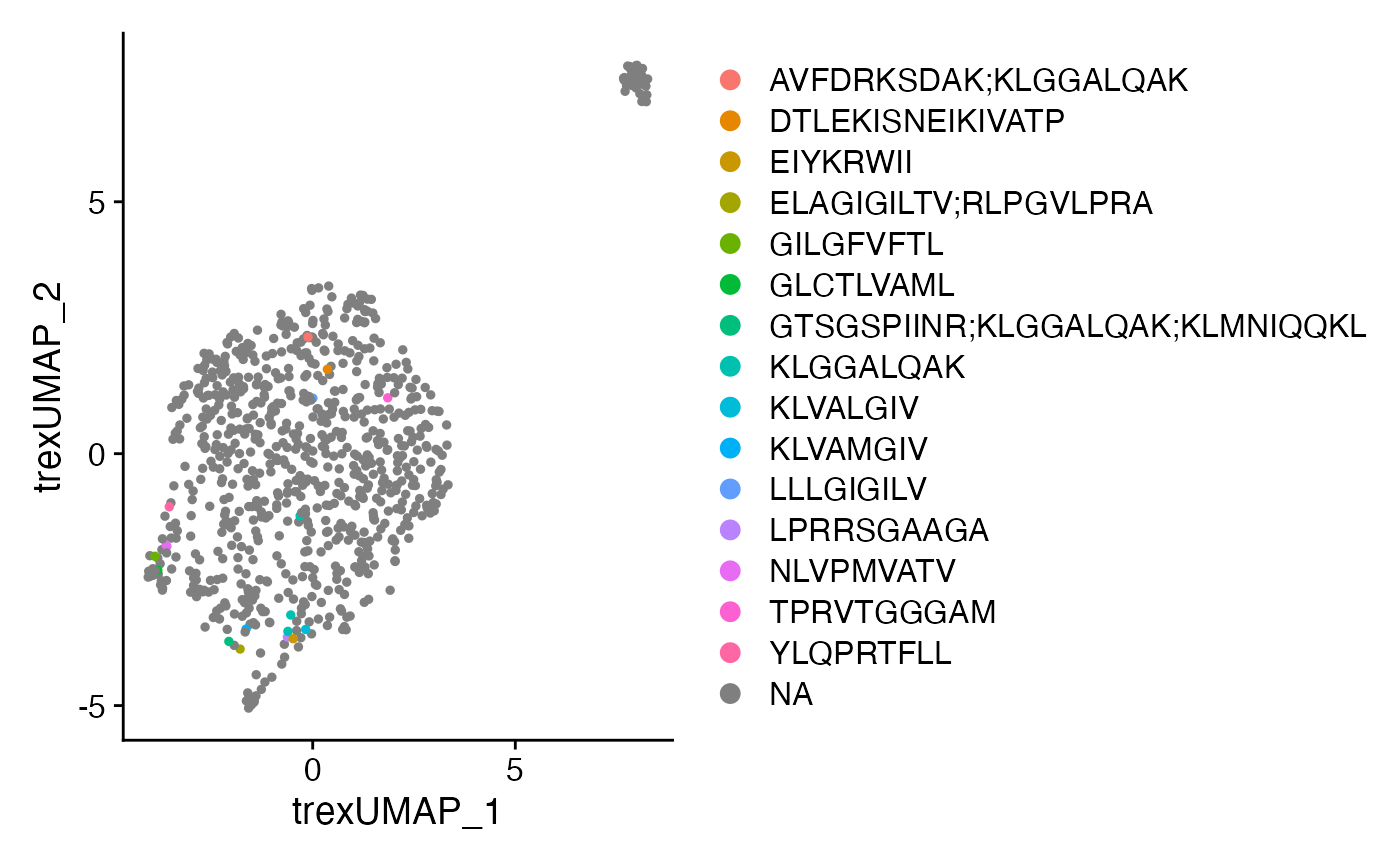 trexUMAP_2
5
0
-5
0
5
trexUMAP_1
AVFDRKSDAK;KLGGALQAK
DTLEKISNEIKIVATP
EIYKRWII
ELAGIGILTV;RLPGVLPRA
GILGFVFTL
GLCTLVAML
GTSGSPIINR;KLGGALQAK;KLMNIQQKL
KLGGALQAK
KLVALGIV
KLVAMGIV
LLLGIGILV
LPRRSGAAGA
NLVPMVATV
TPRVTGGGAM
YLQPRTFLL
NA